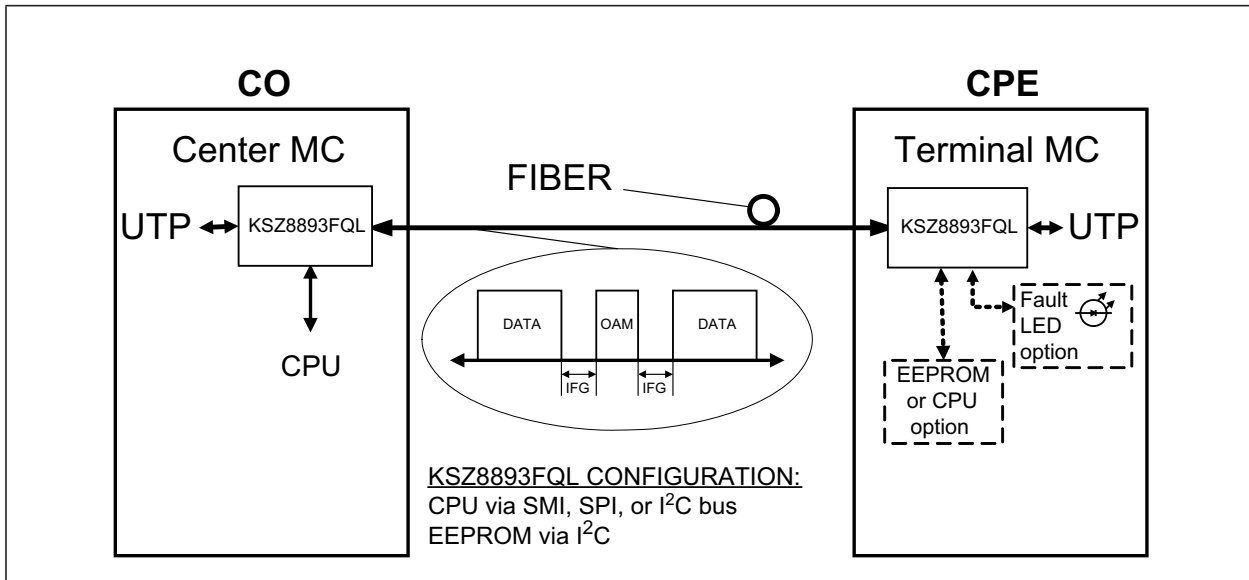 CO
CPE
Center MC
Terminal MC
FIBER
UTP
KSZ8893FQL
KSZ8893FQL
UTP
CPU
DATA
OAM
DATA
IFG
IFG
Fault
LED
option
EEPROM
or CPU
option
KSZ8893FQL CONFIGURATION:
CPU via SMI, SPI, or I²C bus
EEPROM via I²C